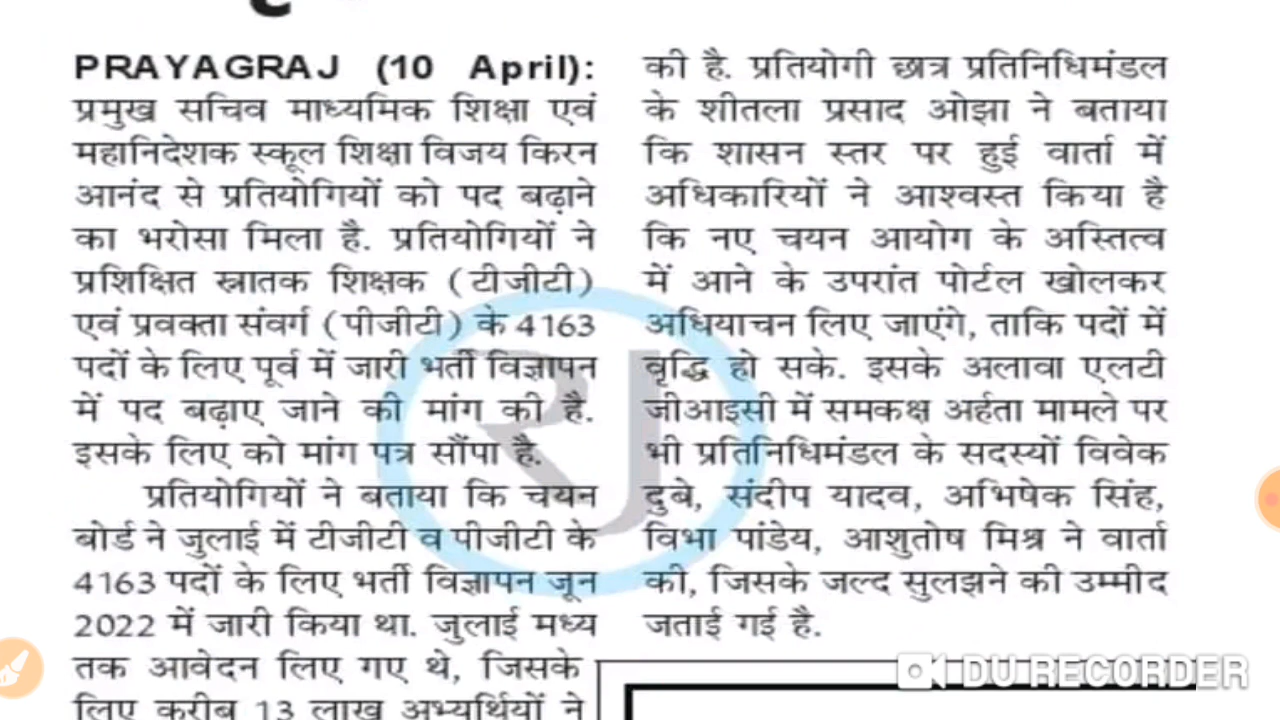 PRAYAGRAJ (10 April):
प्रमुख सचिव माध्यमिक शिक्षा एवं
महानिदेशक स्कूल शिक्षा विजय किरन
आनंद से प्रतियोगियों को पद बढ़ाने
का भरोसा मिला है. प्रतियोगियों ने
प्रशिक्षित स्नातक शिक्षक (टीजीटी)
एवं प्रवक्ता संवर्ग (पीजीटी) के 4163
पदों के लिए पूर्व में जारी भर्ती विज्ञापन
में पद बढ़ाए जाने की मांग की है.
इसके लिए को मांग पत्र सौंपा है.
प्रतियोगियों ने बताया कि चयन
बोर्ड ने जुलाई में टीजीटी व पीजीटी के
4163 पदों के लिए भर्ती विज्ञापन जून
2022 में जारी किया था. जुलाई मध्य
तक आवेदन लिए गए थे, जिसके
लिए करीब 13 लाख अभ्यर्थियों ने
की है. प्रतियोगी छात्र प्रतिनिधिमंडल
के शीतला प्रसाद ओझा ने बताया
कि शासन स्तर पर हुई वार्ता में
अधिकारियों ने आश्वस्त किया है
कि नए चयन आयोग के अस्तित्व
में आने के उपरांत पोर्टल खोलकर
अधियाचन लिए जाएंगे, ताकि पदों में
वृद्धि हो सके. इसके अलावा एलटी
जीआइसी में समकक्ष अर्हता मामले पर
भी प्रतिनिधिमंडल के सदस्यों विवेक
दुबे, संदीप यादव, अभिषेक सिंह,
विभा पांडेय, आशुतोष मिश्र ने वार्ता
की, जिसके जल्द सुलझने की उम्मीद
जताई गई है.
RJ
DU RECORDER